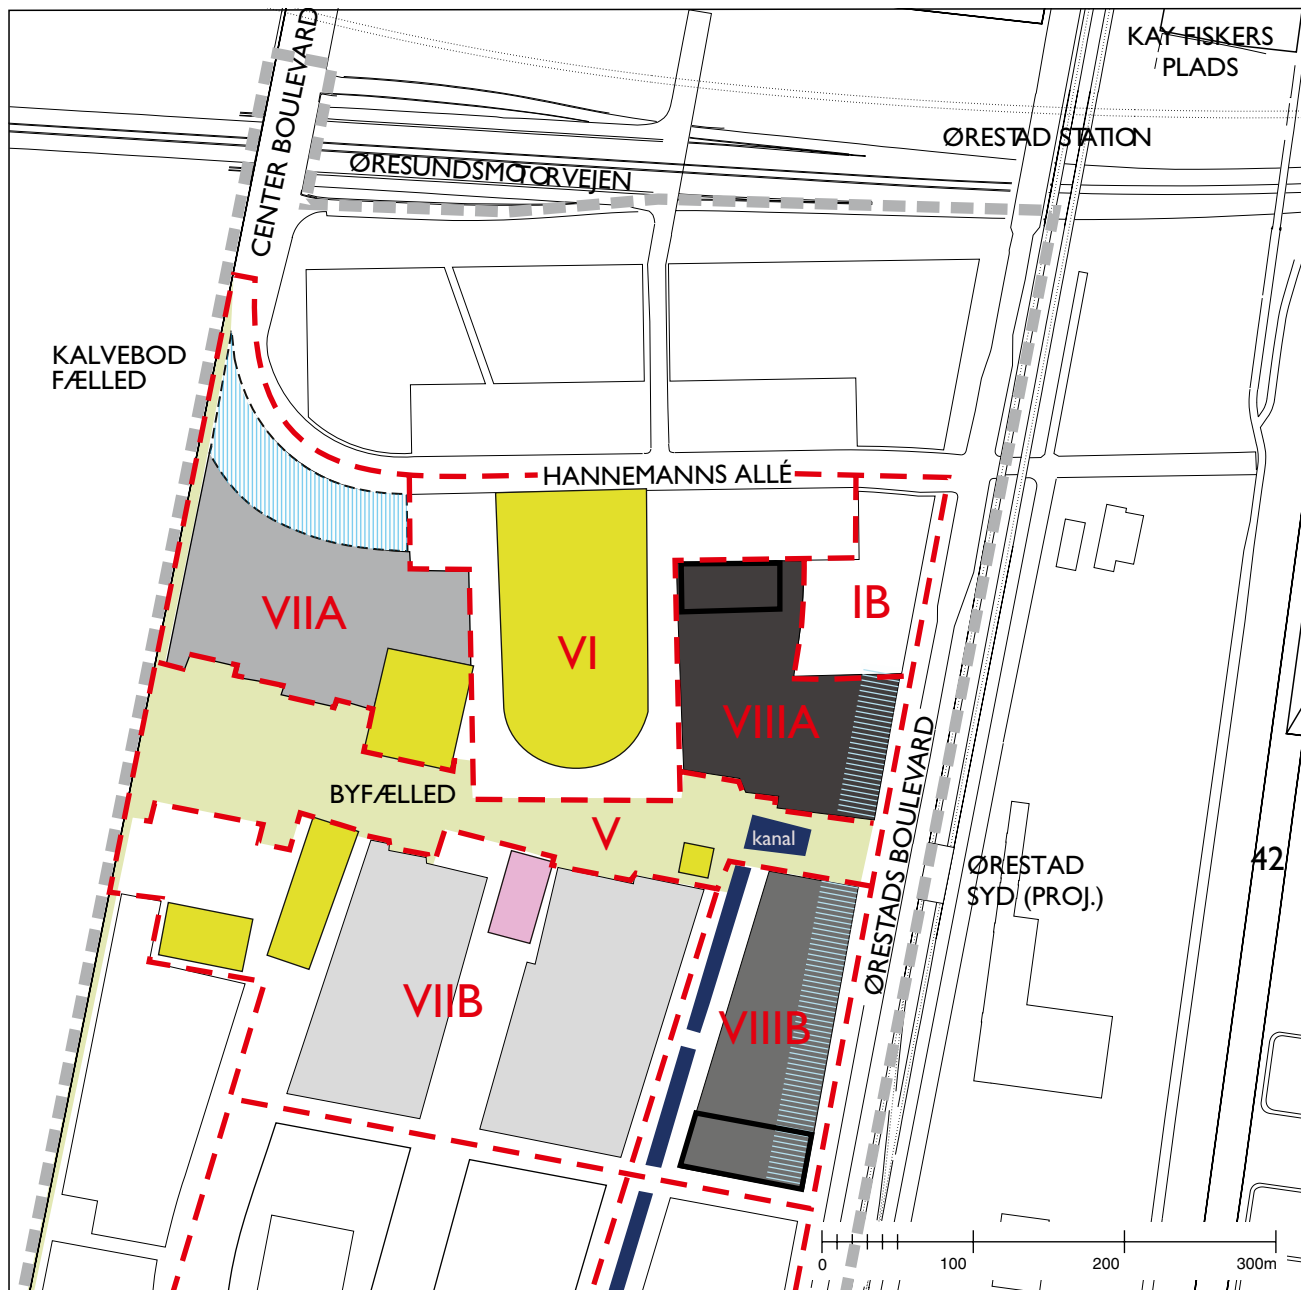 KAY FISKERS
PLADS
CENTER BOULEVARD
ØRESTAD STATION
ØRESUNDSMOTORVEJEN
KALVEBOD
FÆLLED
HANNEMANNS ALLÉ
VIIA
VI
IB
VIIIA
ØRESTADS BOULEVARD
BYFÆLLED
V
kanal
ØRESTAD
SYD (PROJ.)
42
VIIB
VIIIB
0 100 200 300m